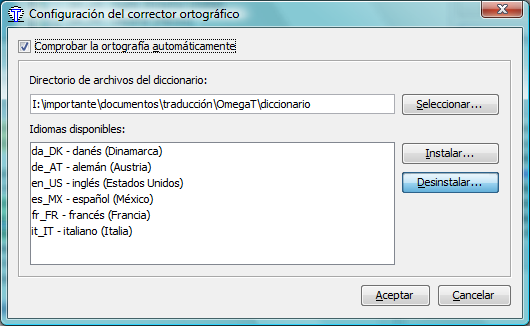 Configuración del corrector ortográfico
Comprobar la ortografía automáticamente
Directorio de archivos del diccionario:
I:\importante\documentos\traducción\OmegaT\diccionario
Seleccionar...
Idiomas disponibles:
da_DK - danés (Dinamarca)
de_AT - alemán (Austria)
en_US - inglés (Estados Unidos)
es_MX - español (México)
fr_FR - francés (Francia)
it_IT - italiano (Italia)
Instalar...
Desinstalar...
Aceptar
Cancelar